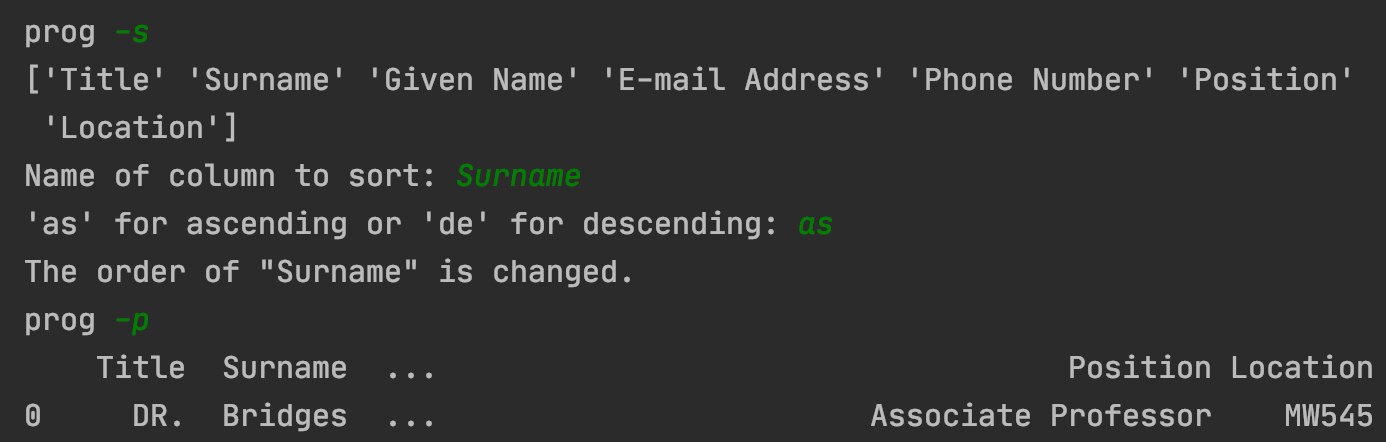 prog -s
['Title' 'Surname' 'Given Name' 'E-mail Address' 'Phone Number' 'Position'
 'Location']
Name of column to sort: Surname
'as' for ascending or 'de' for descending: as
The order of "Surname" is changed.
prog -p
    Title  Surname  ...                                   Position Location
0     DR.  Bridges  ...                        Associate Professor    MW545